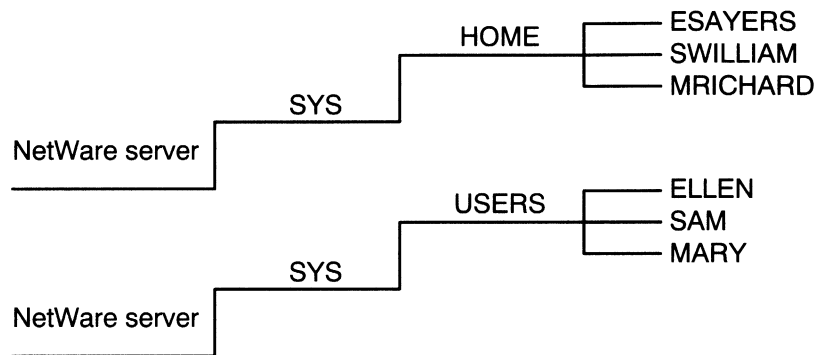 ESAYERS
HOME
SWILLIAM
MRICHARD
SYS
NetWare server
ELLEN
USERS
SAM
MARY
SYS
NetWare server